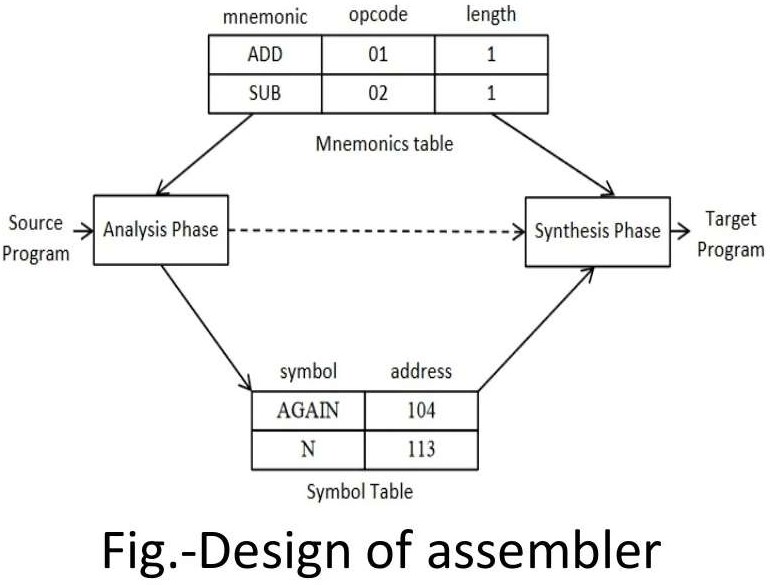 mnemonic opcode length
ADD 01 1
SUB 02 1
Mnemonics table
Source
Program
Analysis Phase
Synthesis Phase
Target
Program
symbol address
AGAIN 104
N 113
Symbol Table
Fig.-Design of assembler